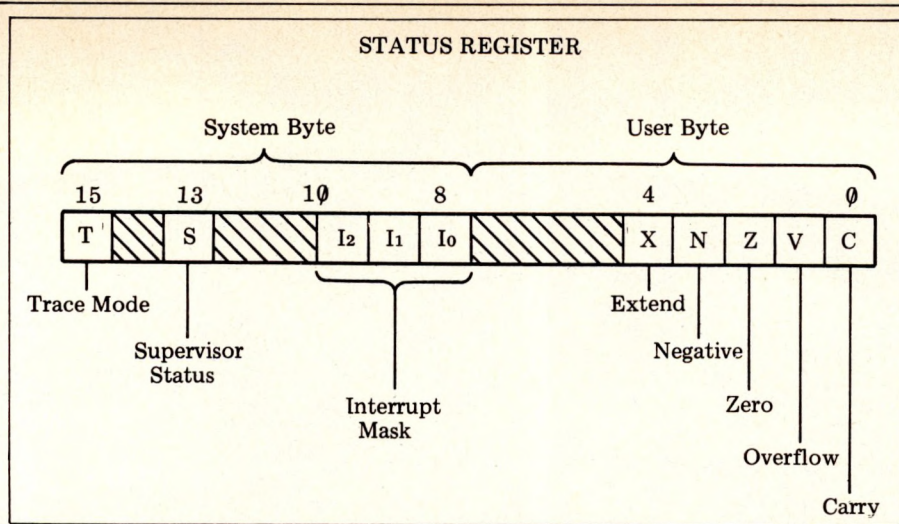 STATUS REGISTER
System Byte User Byte
15 13 10 8 4 0
T S I2 I1 I0 X N Z V C
Trace Mode Extend
Supervisor
Status
Negative
Interrupt
Mask
Zero
Overflow
Carry